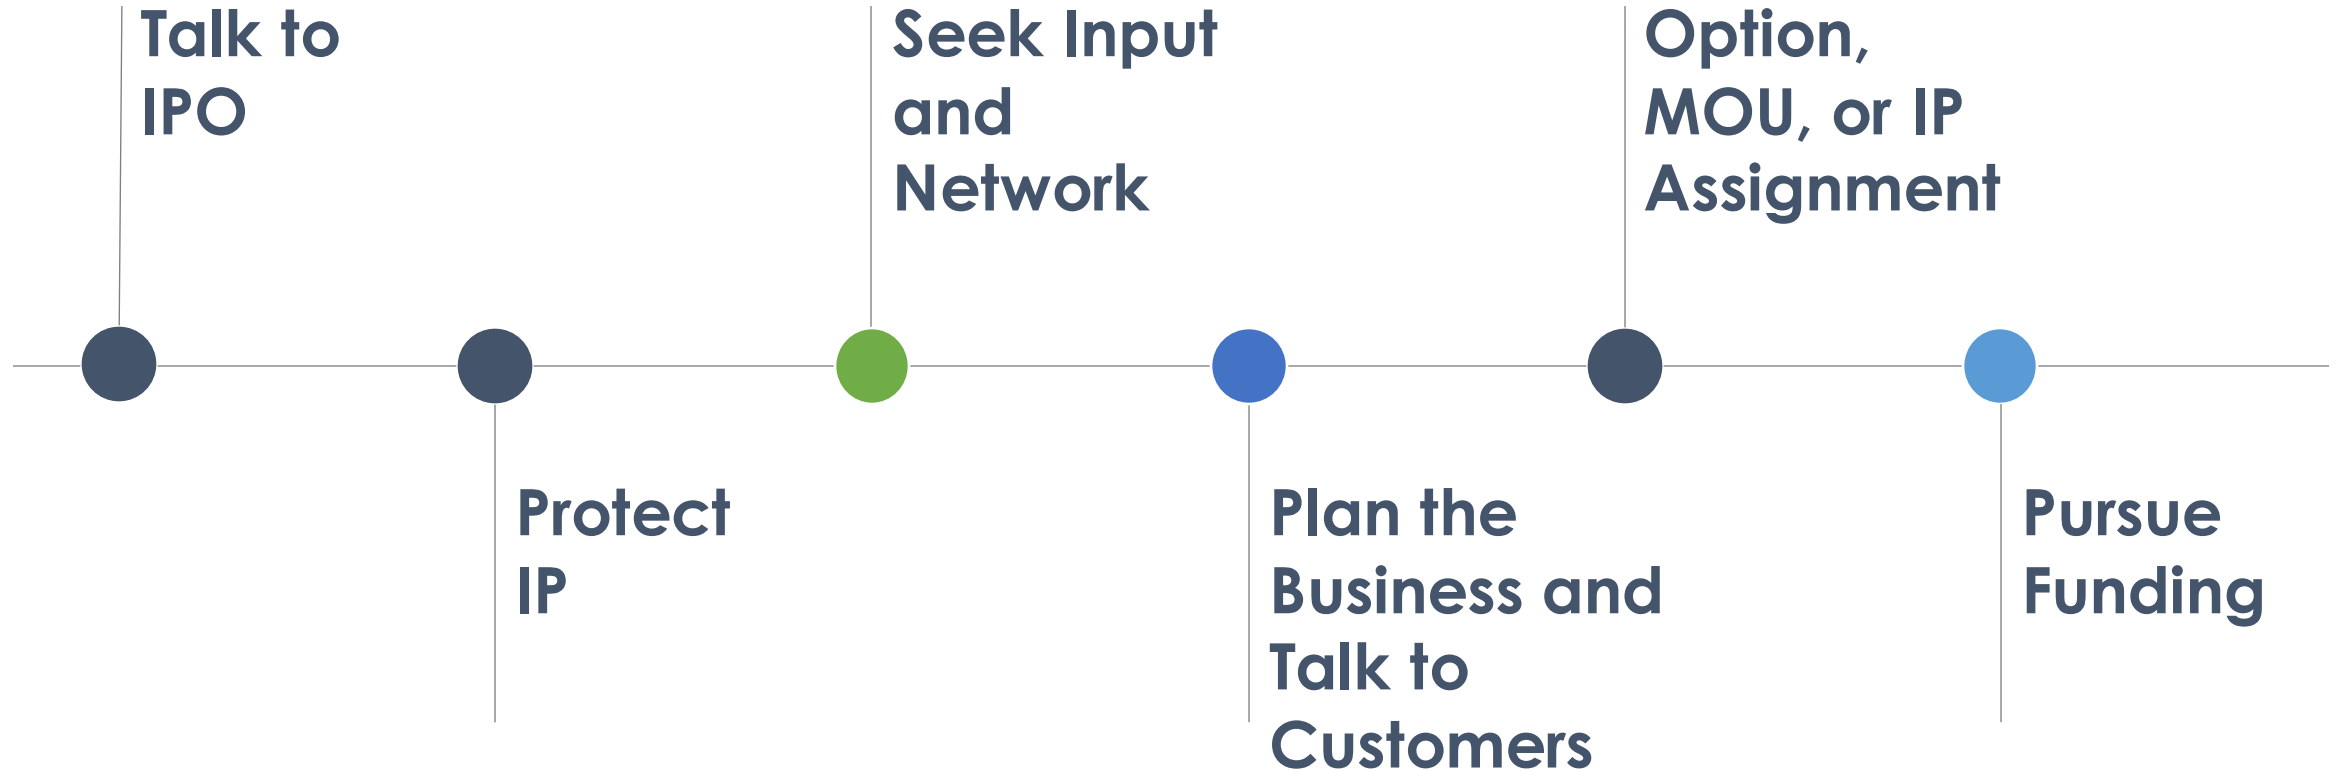 Talk to
IPO
Protect
IP
Seek Input
and
Network
Plan the
Business and
Talk to
Customers
Option,
MOU, or IP
Assignment
Pursue
Funding